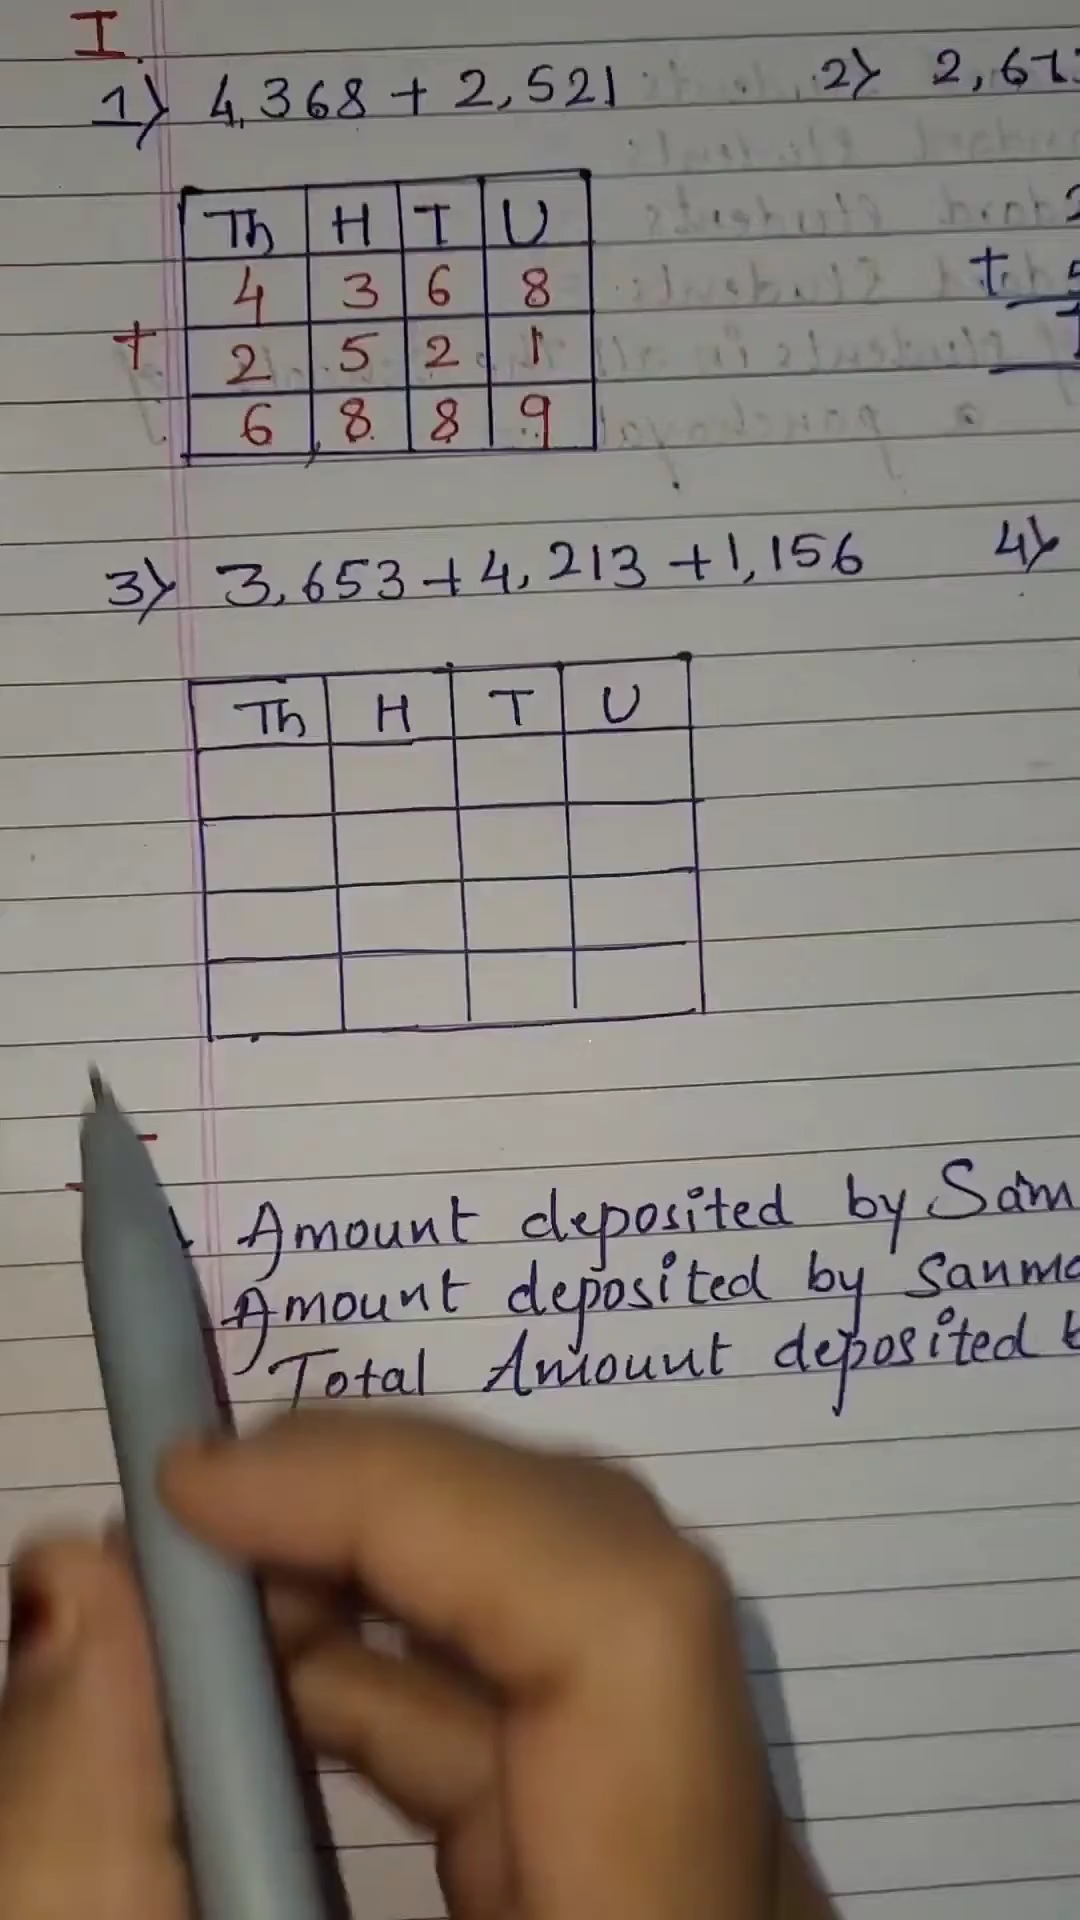 I.
1) 4,368 + 2,521 2) 2,67
Th H T U
4 3 6 8
+ 2 5 2 1
6 8 8 9
+
3) 3,653 + 4,213 + 1,156 4)
Th H T U
Amount deposited by Sam
Amount deposited by Sanm
Total Amount deposited